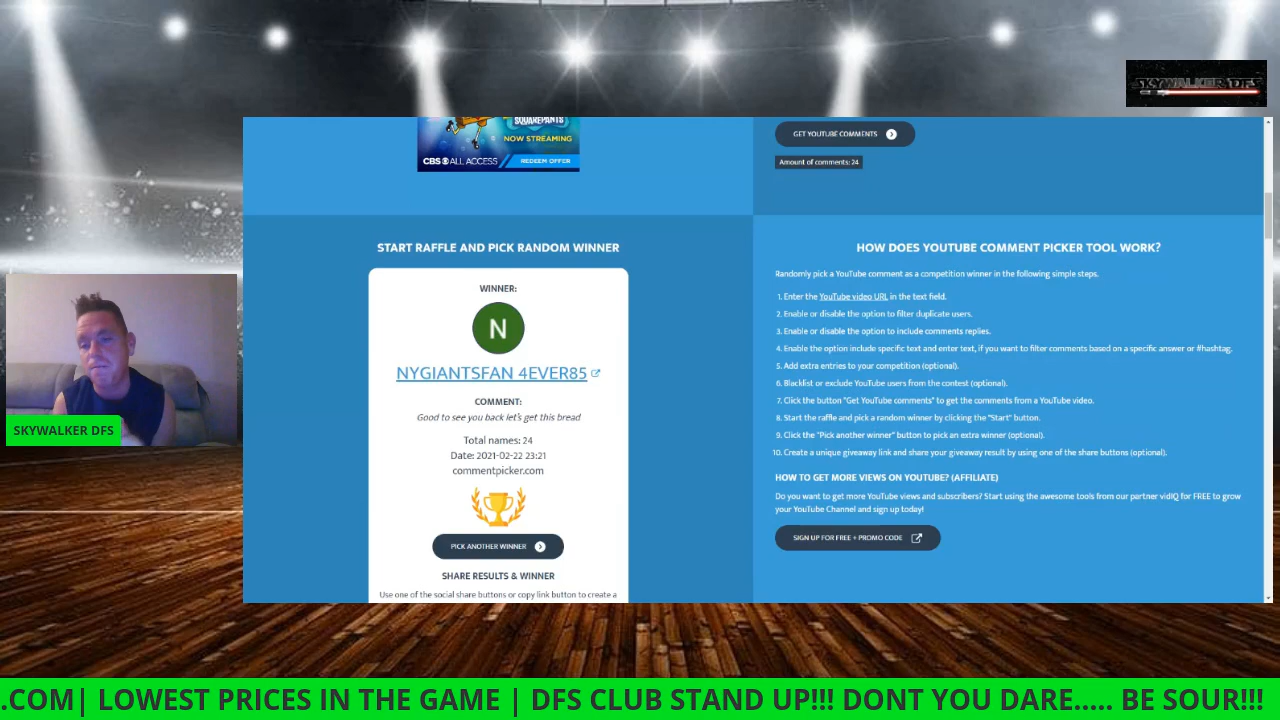 SKYWALKER DFS
SQUAREPANTS
NOW STREAMING
CBS ALL ACCESS
REDEEM OFFER
GET YOUTUBE COMMENTS
Amount of comments: 24
START RAFFLE AND PICK RANDOM WINNER
WINNER:
N
NYGIANTSFAN 4EVER85
COMMENT:
Good to see you back let's get this bread
Total names: 24
Date: 2021-02-22 23:21
commentpicker.com
PICK ANOTHER WINNER
SHARE RESULTS & WINNER
Use one of the social share buttons or copy link button to create a
HOW DOES YOUTUBE COMMENT PICKER TOOL WORK?
Randomly pick a YouTube comment as a competition winner in the following simple steps.
1. Enter the YouTube video URL in the text field.
2. Enable or disable the option to filter duplicate users.
3. Enable or disable the option to include comments replies.
4. Enable the option include specific text and enter text, if you want to filter comments based on a specific answer or #hashtag.
5. Add extra entries to your competition (optional).
6. Blacklist or exclude YouTube users from the contest (optional).
7. Click the button "Get YouTube comments" to get the comments from a YouTube video.
8. Start the raffle and pick a random winner by clicking the "Start" button.
9. Click the "Pick another winner" button to pick an extra winner (optional).
10. Create a unique giveaway link and share your giveaway result by using one of the share buttons (optional).
HOW TO GET MORE VIEWS ON YOUTUBE? (AFFILIATE)
Do you want to get more YouTube views and subscribers? Start using the awesome tools from our partner vidIQ for FREE to grow
your YouTube Channel and sign up today!
SIGN UP FOR FREE + PROMO CODE
SKYWALKER DFS
.COM| LOWEST PRICES IN THE GAME | DFS CLUB STAND UP!!! DONT YOU DARE..... BE SOUR!!!